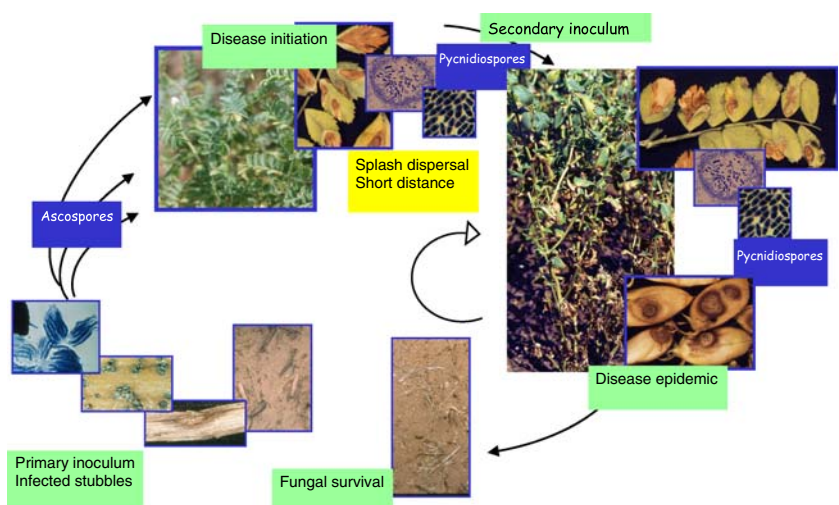 Disease initiation
Secondary inoculum
Pycnidiospores
Splash dispersal
Short distance
Ascospores
Pycnidiospores
Disease epidemic
Primary inoculum
Infected stubbles
Fungal survival